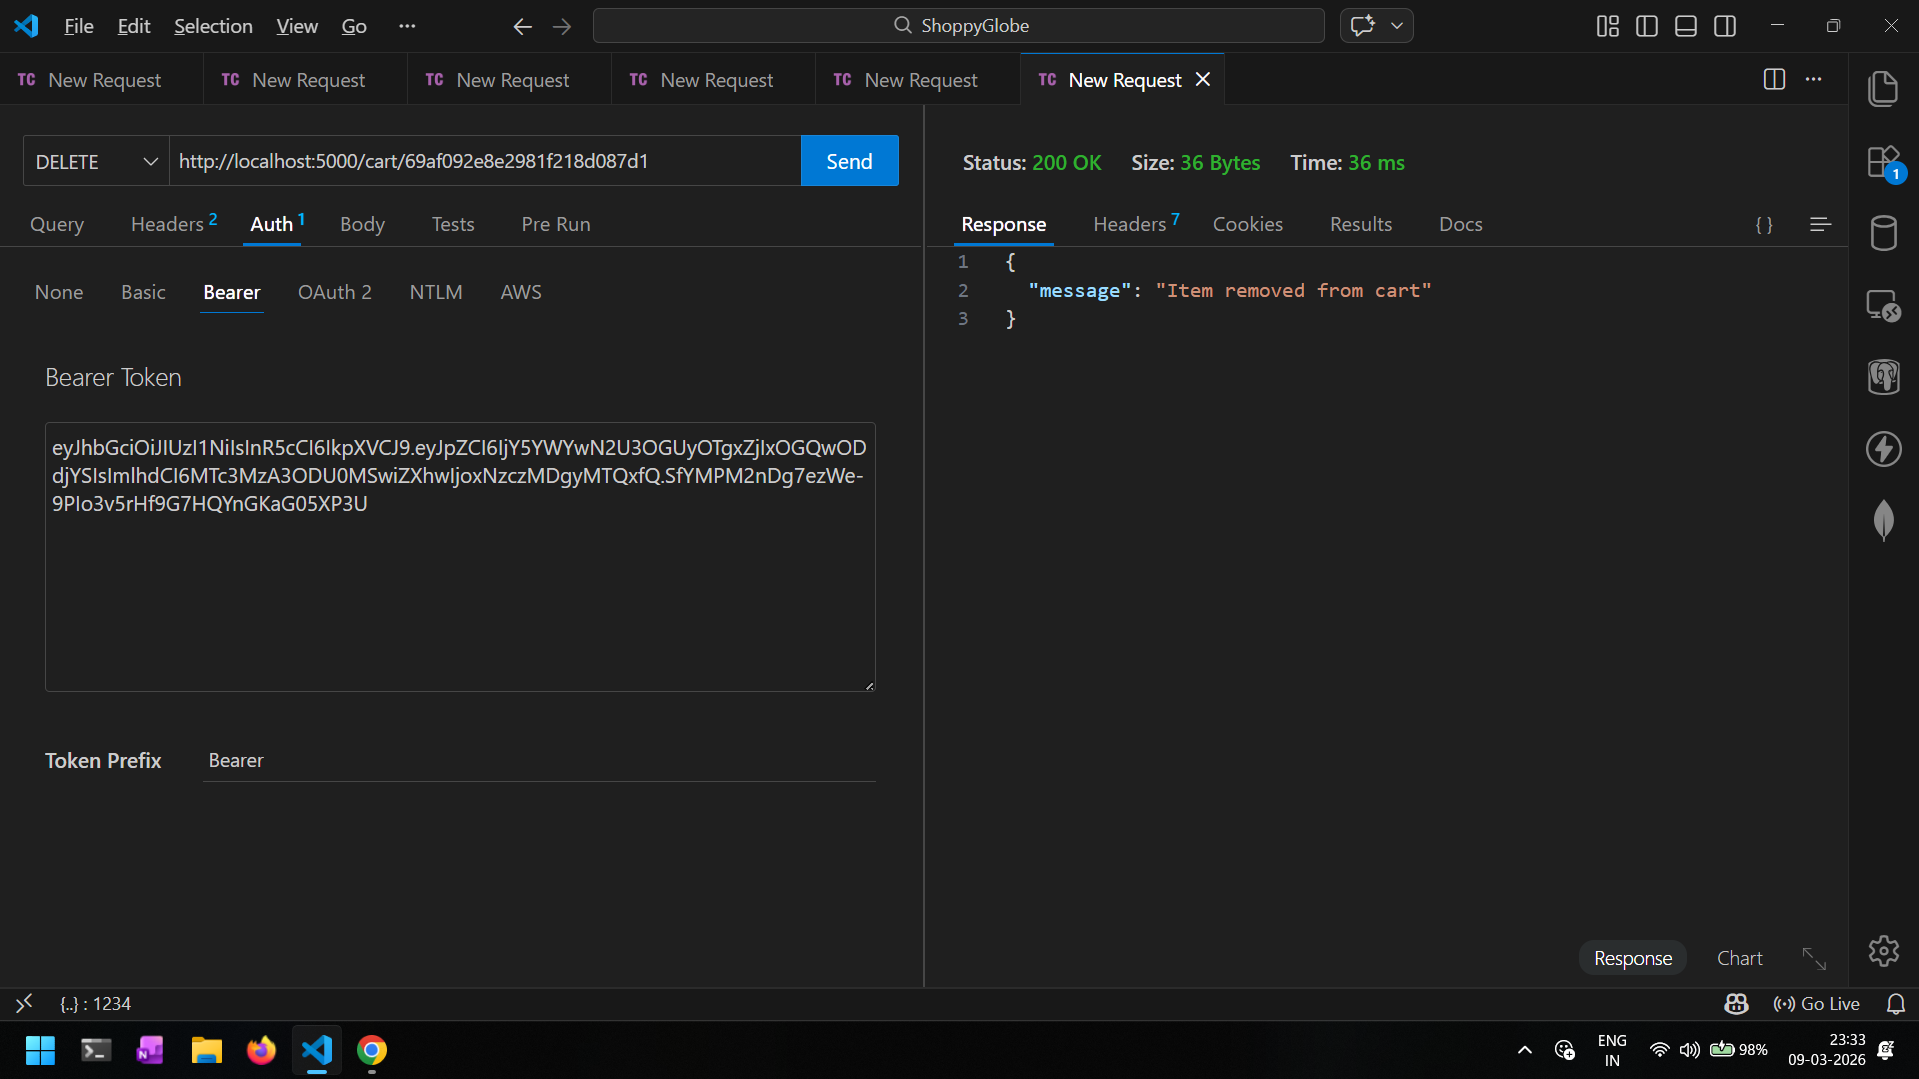 File Edit Selection View Go
ShoppyGlobe
TC New Request
TC New Request
TC New Request
TC New Request
TC New Request
TC New Request
DELETE
http://localhost:5000/cart/69af092e8e2981f218d087d1
Send
Query Headers 2 Auth 1 Body Tests Pre Run
None Basic Bearer OAuth 2 NTLM AWS
Bearer Token
eyJhbGciOiJIUzI1NiIsInR5cCI6IkpXVCJ9.eyJpZCI6IjY5YWYwN2U3OGUyOTgxZjIxOGQwOD
djYSIsImlhdCI6MTc3MzA3ODU0MSwiZXhwIjoxNzczMDgyMTQxfQ.SfYMPM2nDg7ezWe-
9PIo3v5rHf9G7HQYnGKaG05XP3U
Token Prefix Bearer
Status: 200 OK Size: 36 Bytes Time: 36 ms
Response Headers 7 Cookies Results Docs { }
1 {
2 "message": "Item removed from cart"
3 }
Response Chart
1
{..} : 1234
Go Live
ENG
IN
98%
23:33
09-03-2026